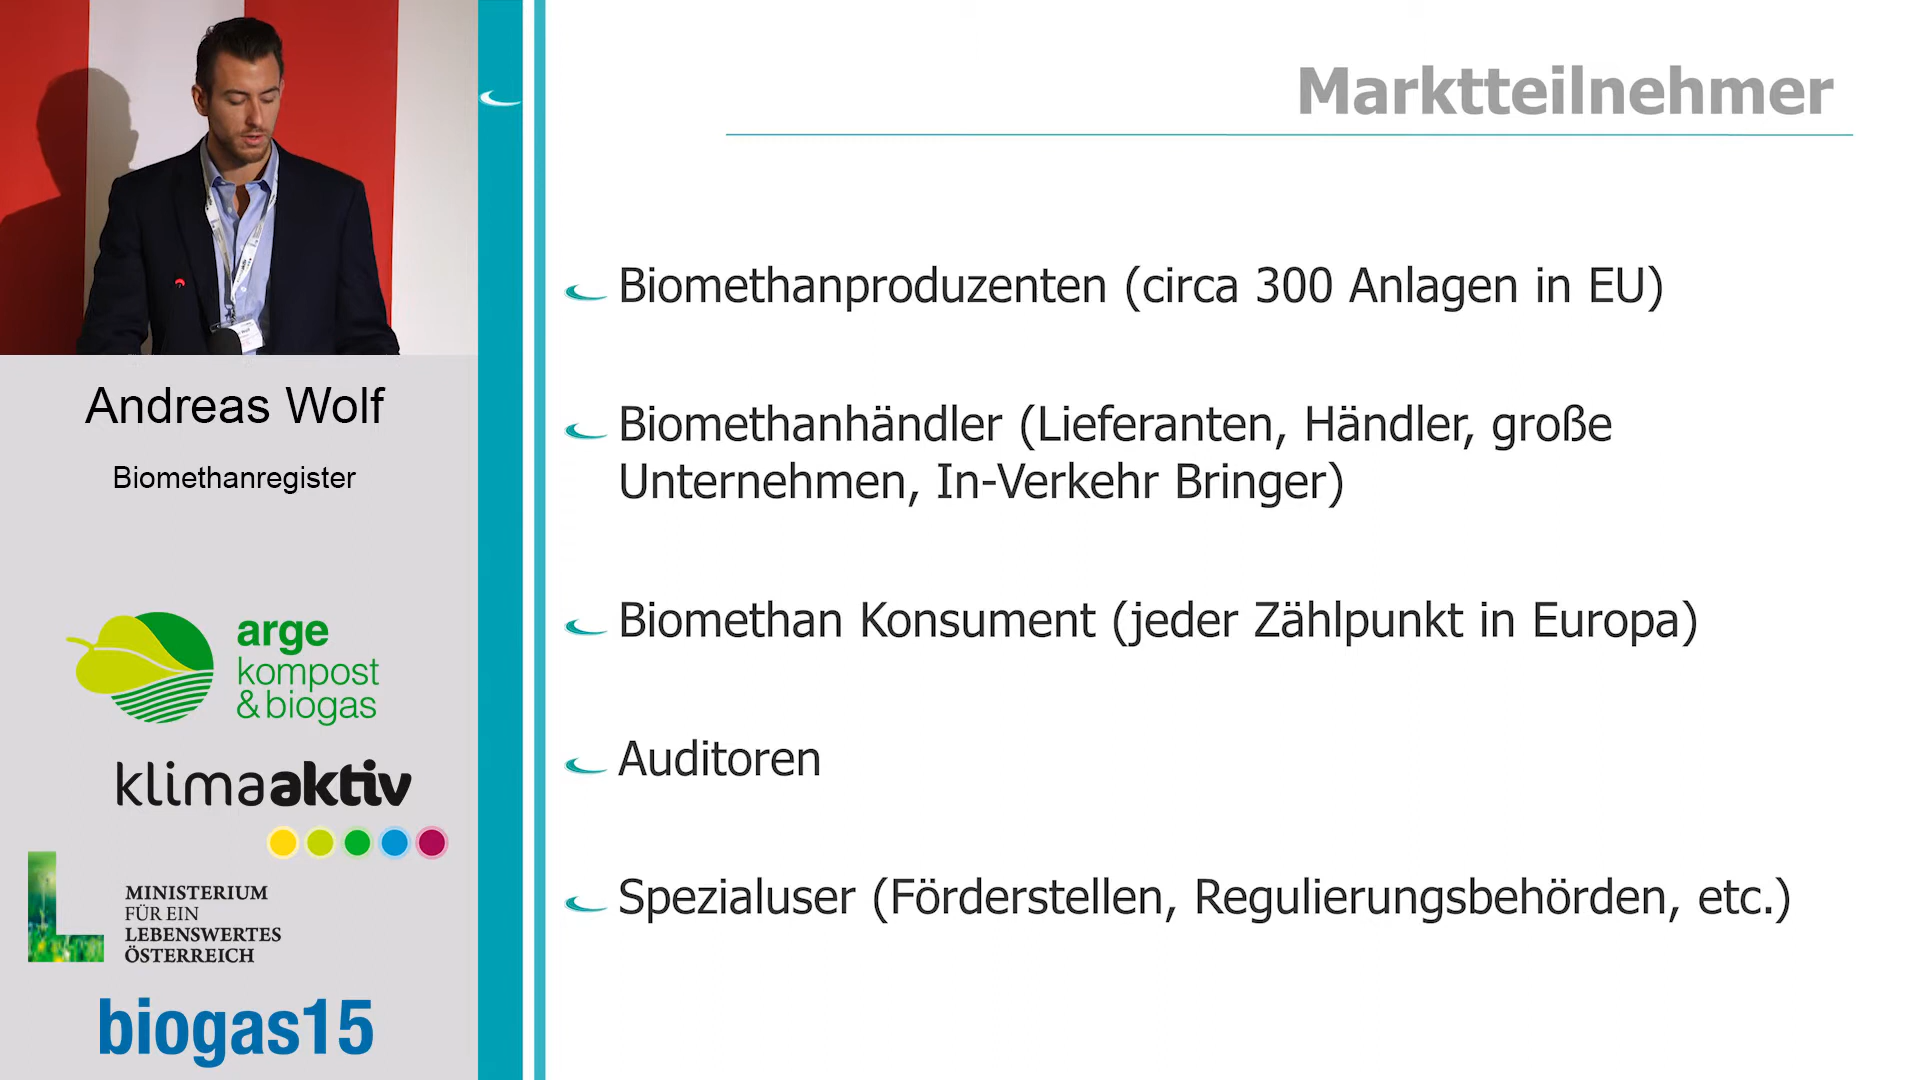 Andreas Wolf
Biomethanregister
arge
kompost
& biogas
klimaaktiv
MINISTERIUM
FÜR EIN
LEBENSWERTES
ÖSTERREICH
biogas15
Marktteilnehmer
Biomethanproduzenten (circa 300 Anlagen in EU)
Biomethanhändler (Lieferanten, Händler, große
Unternehmen, In-Verkehr Bringer)
Biomethan Konsument (jeder Zählpunkt in Europa)
Auditoren
Spezialuser (Förderstellen, Regulierungsbehörden, etc.)